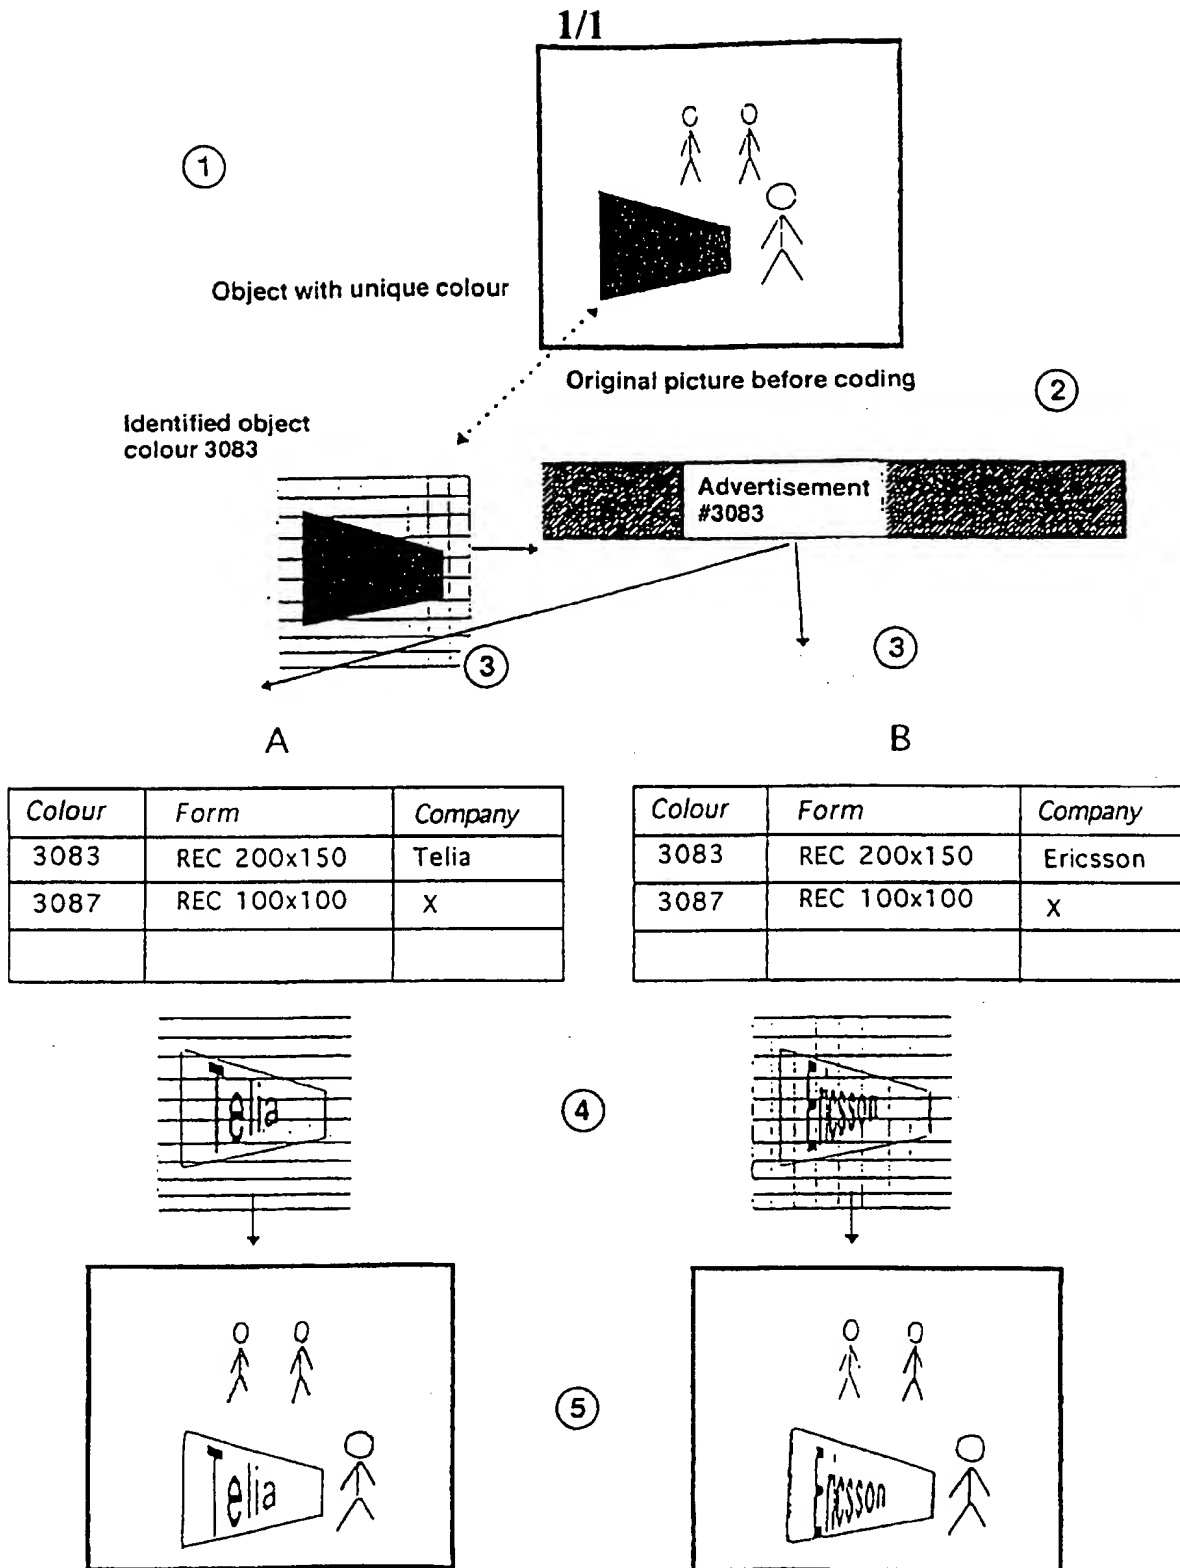 1/1
1
Object with unique colour
Original picture before coding
2
Identified object
colour 3083
Advertisement
#3083
3
3
A
B
Colour Form Company
3083 REC 200x150 Telia
3087 REC 100x100 X
Colour Form Company
3083 REC 200x150 Ericsson
3087 REC 100x100 X
Telia
4
Ericsson
5
Telia
Ericsson